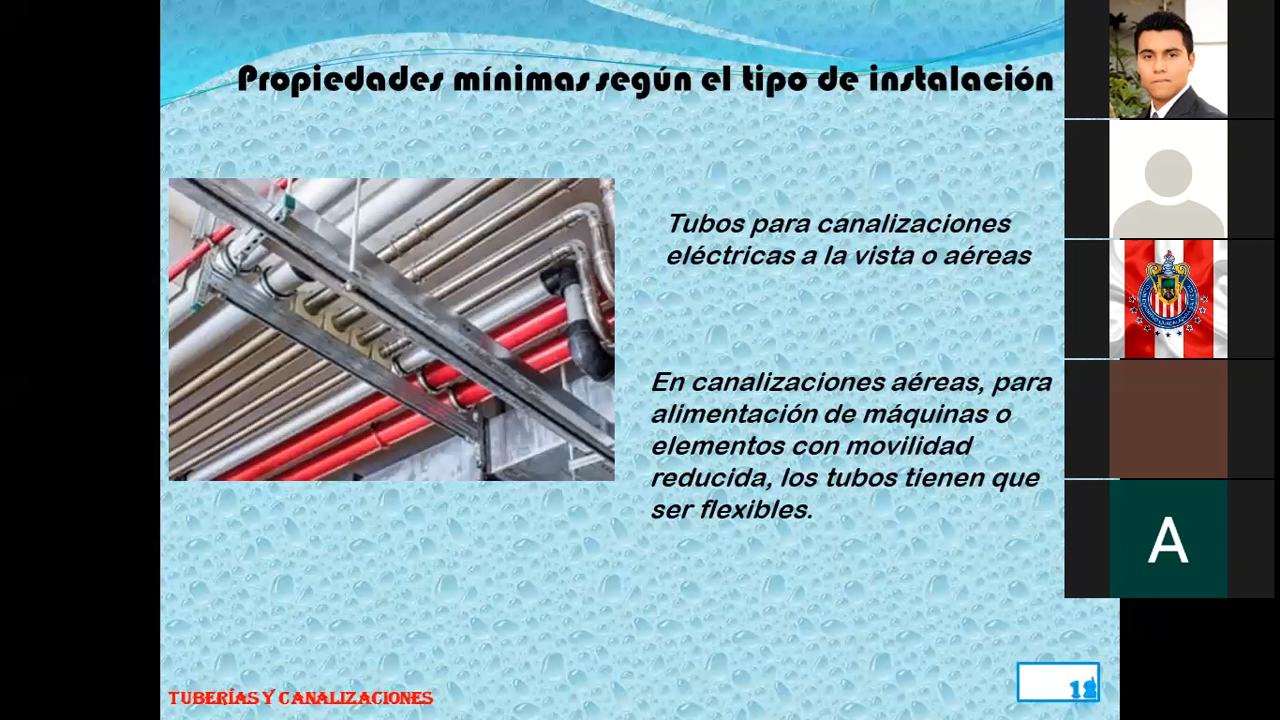 Propiedades mínimas según el tipo de instalación
Tubos para canalizaciones
eléctricas a la vista o aéreas
En canalizaciones aéreas, para
alimentación de máquinas o
elementos con movilidad
reducida, los tubos tienen que
ser flexibles.
A
TUBERÍAS Y CANALIZACIONES